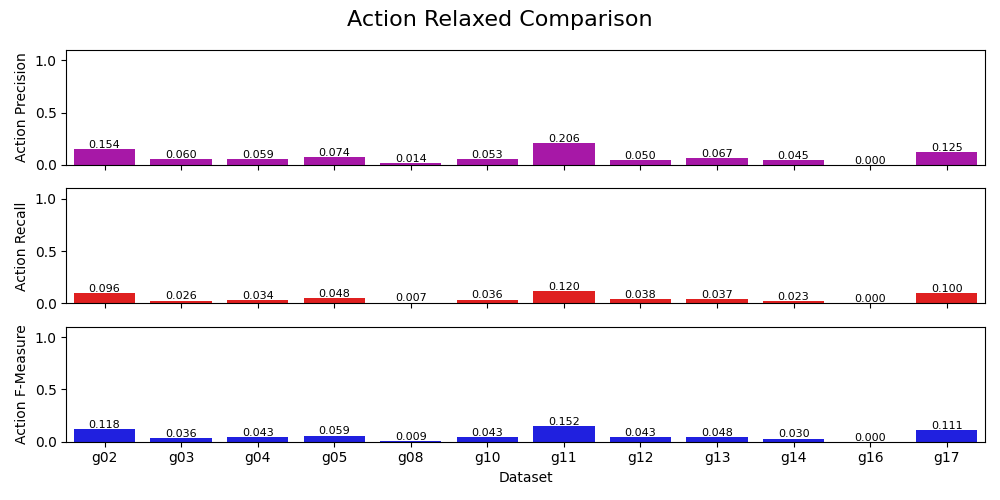 Action Relaxed Comparison
Action Precision
1.0
0.5
0.0
0.154 0.060 0.059 0.074 0.014 0.053 0.206 0.050 0.067 0.045 0.000 0.125
Action Recall
1.0
0.5
0.0
0.096 0.026 0.034 0.048 0.007 0.036 0.120 0.038 0.037 0.023 0.000 0.100
Action F-Measure
1.0
0.5
0.0
0.118 0.036 0.043 0.059 0.009 0.043 0.152 0.043 0.048 0.030 0.000 0.111
g02 g03 g04 g05 g08 g10 g11 g12 g13 g14 g16 g17
Dataset